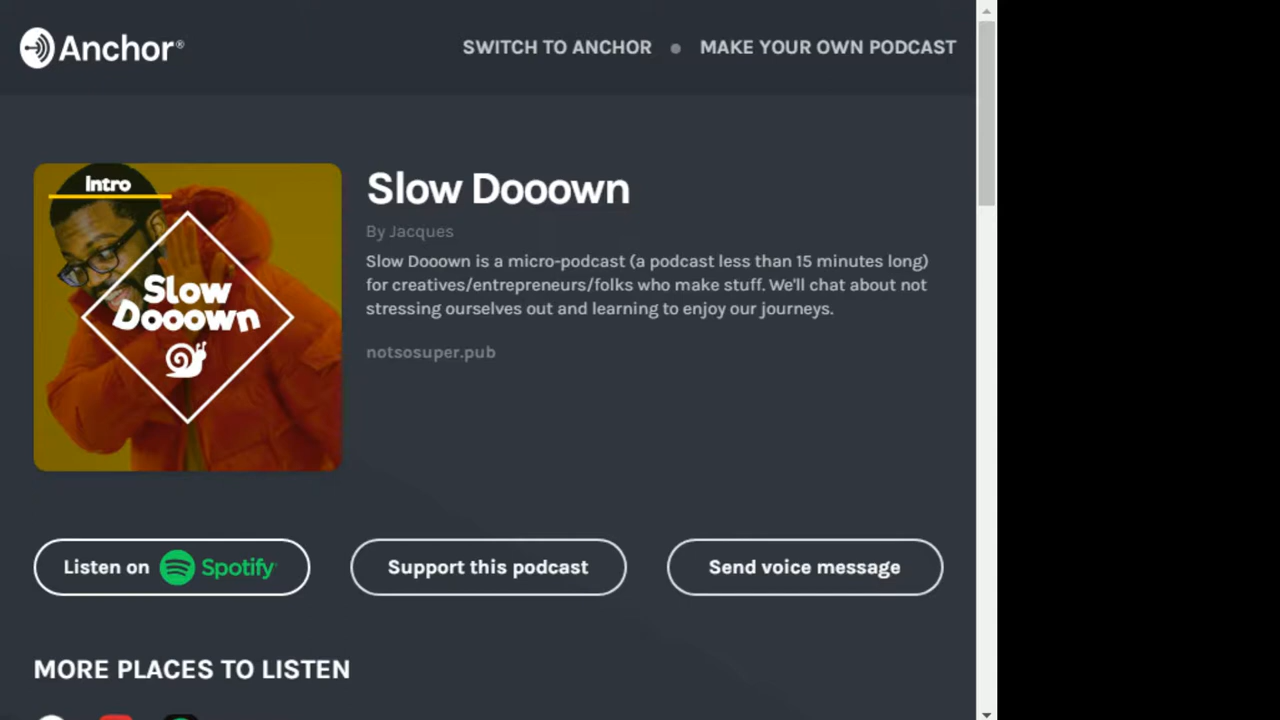 Anchor®
SWITCH TO ANCHOR
MAKE YOUR OWN PODCAST
Intro
Slow
Dooown
Slow Dooown
By Jacques
Slow Dooown is a micro-podcast (a podcast less than 15 minutes long)
for creatives/entrepreneurs/folks who make stuff. We'll chat about not
stressing ourselves out and learning to enjoy our journeys.
notsosuper.pub
Listen on Spotify
Support this podcast
Send voice message
MORE PLACES TO LISTEN